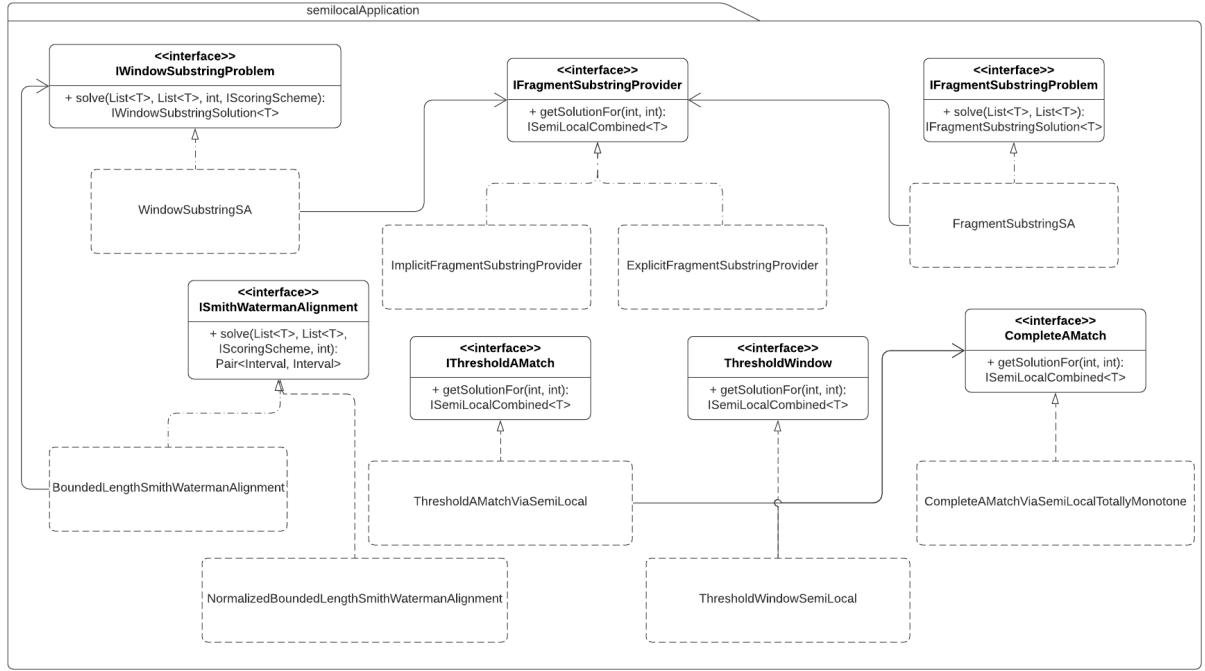 semilocalApplication
<<interface>>
IWindowSubstringProblem
+ solve(List<T>, List<T>, int, IScoringScheme):
IWindowSubstringSolution<T>
<<interface>>
IFragmentSubstringProvider
+ getSolutionFor(int, int):
ISemiLocalCombined<T>
<<interface>>
IFragmentSubstringProblem
+ solve(List<T>, List<T>):
IFragmentSubstringSolution<T>
WindowSubstringSA
FragmentSubstringSA
ImplicitFragmentSubstringProvider
ExplicitFragmentSubstringProvider
<<interface>>
ISmithWatermanAlignment
+ solve(List<T>, List<T>,
IScoringScheme, int):
Pair<Interval, Interval>
<<interface>>
IThresholdAMatch
+ getSolutionFor(int, int):
ISemiLocalCombined<T>
<<interface>>
ThresholdWindow
+ getSolutionFor(int, int):
ISemiLocalCombined<T>
<<interface>>
CompleteAMatch
+ getSolutionFor(int, int):
ISemiLocalCombined<T>
BoundedLengthSmithWatermanAlignment
ThresholdAMatchViaSemiLocal
CompleteAMatchViaSemiLocalTotallyMonotone
NormalizedBoundedLengthSmithWatermanAlignment
ThresholdWindowSemiLocal